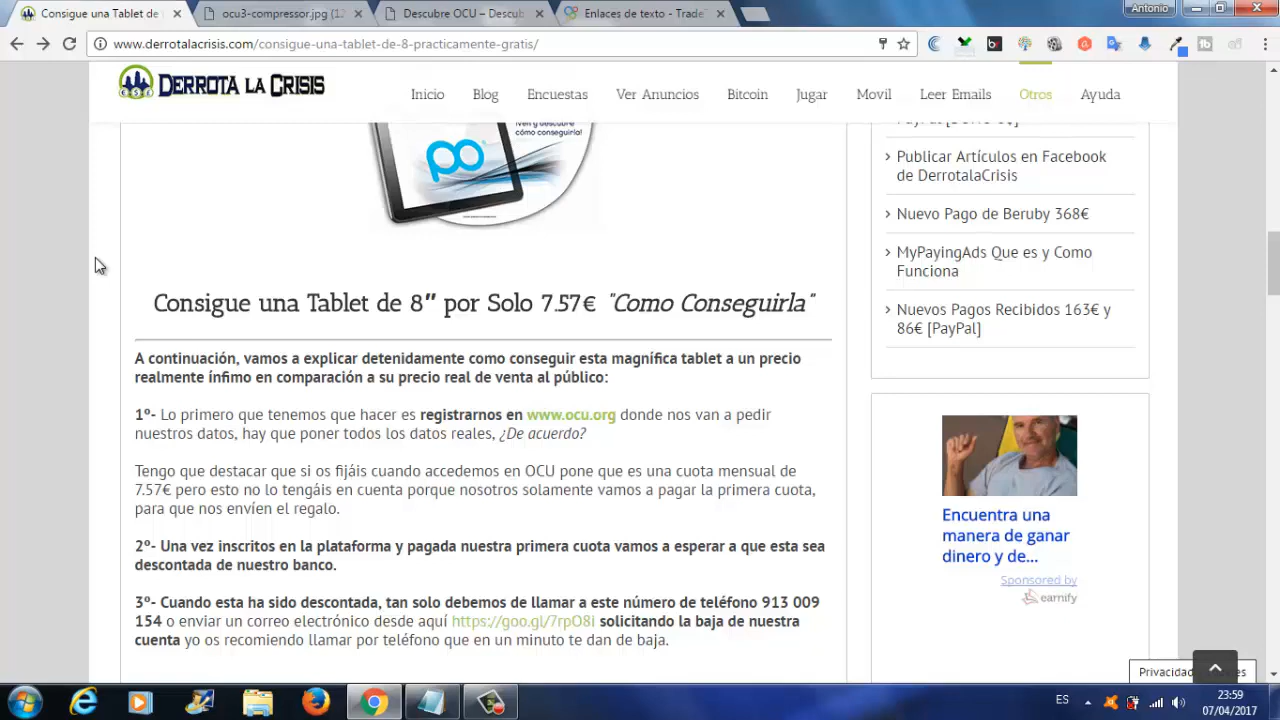 Consigue una Tablet de
ocu3-compressor.jpg (12
Descubre OCU – Descub
Enlaces de texto - Trade
Antonio
www.derrotalacrisis.com/consigue-una-tablet-de-8-practicamente-gratis/
DERROTA LA CRISIS
Inicio
Blog
Encuestas
Ver Anuncios
Bitcoin
Jugar
Movil
Leer Emails
Otros
Ayuda
¡Ven y descubre
cómo conseguirla!
po
Consigue una Tablet de 8″ por Solo 7.57€ "Como Conseguirla"
A continuación, vamos a explicar detenidamente como conseguir esta magnífica tablet a un precio
realmente ínfimo en comparación a su precio real de venta al público:
1º- Lo primero que tenemos que hacer es registrarnos en www.ocu.org donde nos van a pedir
nuestros datos, hay que poner todos los datos reales, ¿De acuerdo?
Tengo que destacar que si os fijáis cuando accedemos en OCU pone que es una cuota mensual de
7.57€ pero esto no lo tengáis en cuenta porque nosotros solamente vamos a pagar la primera cuota,
para que nos envíen el regalo.
2º- Una vez inscritos en la plataforma y pagada nuestra primera cuota vamos a esperar a que esta sea
descontada de nuestro banco.
3º- Cuando esta ha sido descontada, tan solo debemos de llamar a este número de teléfono 913 009
154 o enviar un correo electrónico desde aquí https://goo.gl/7rpO8i solicitando la baja de nuestra
cuenta yo os recomiendo llamar por teléfono que en un minuto te dan de baja.
Publicar Artículos en Facebook
de DerrotalaCrisis
Nuevo Pago de Beruby 368€
MyPayingAds Que es y Como
Funciona
Nuevos Pagos Recibidos 163€ y
86€ [PayPal]
Encuentra una
manera de ganar
dinero y de...
Sponsored by
earnify
Privacidad
ES
23:59
07/04/2017